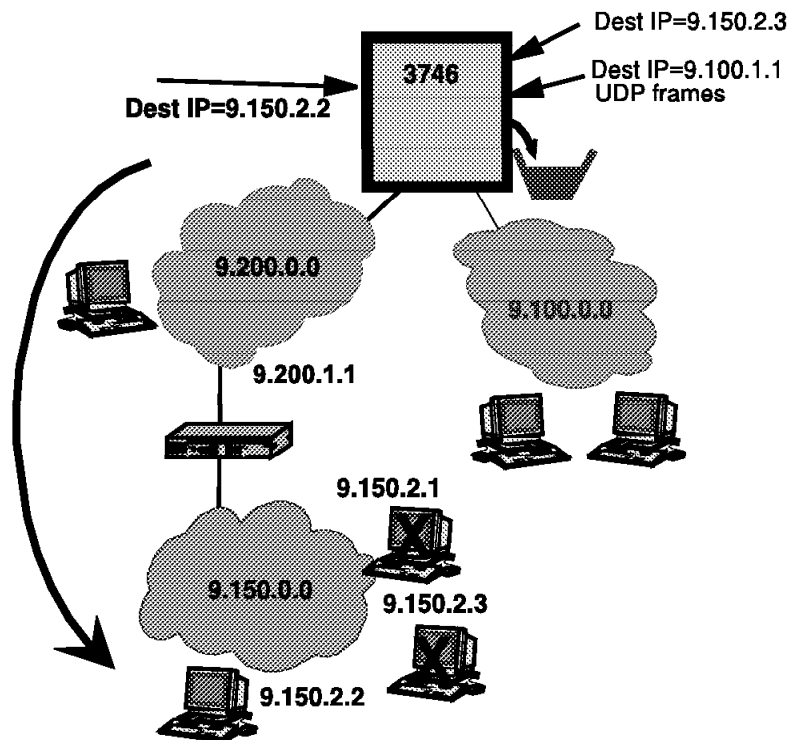 Dest IP=9.150.2.3
3746
Dest IP=9.100.1.1
UDP frames
Dest IP=9.150.2.2
9.200.0.0
9.100.0.0
9.200.1.1
9.150.2.1
9.150.0.0
9.150.2.3
9.150.2.2